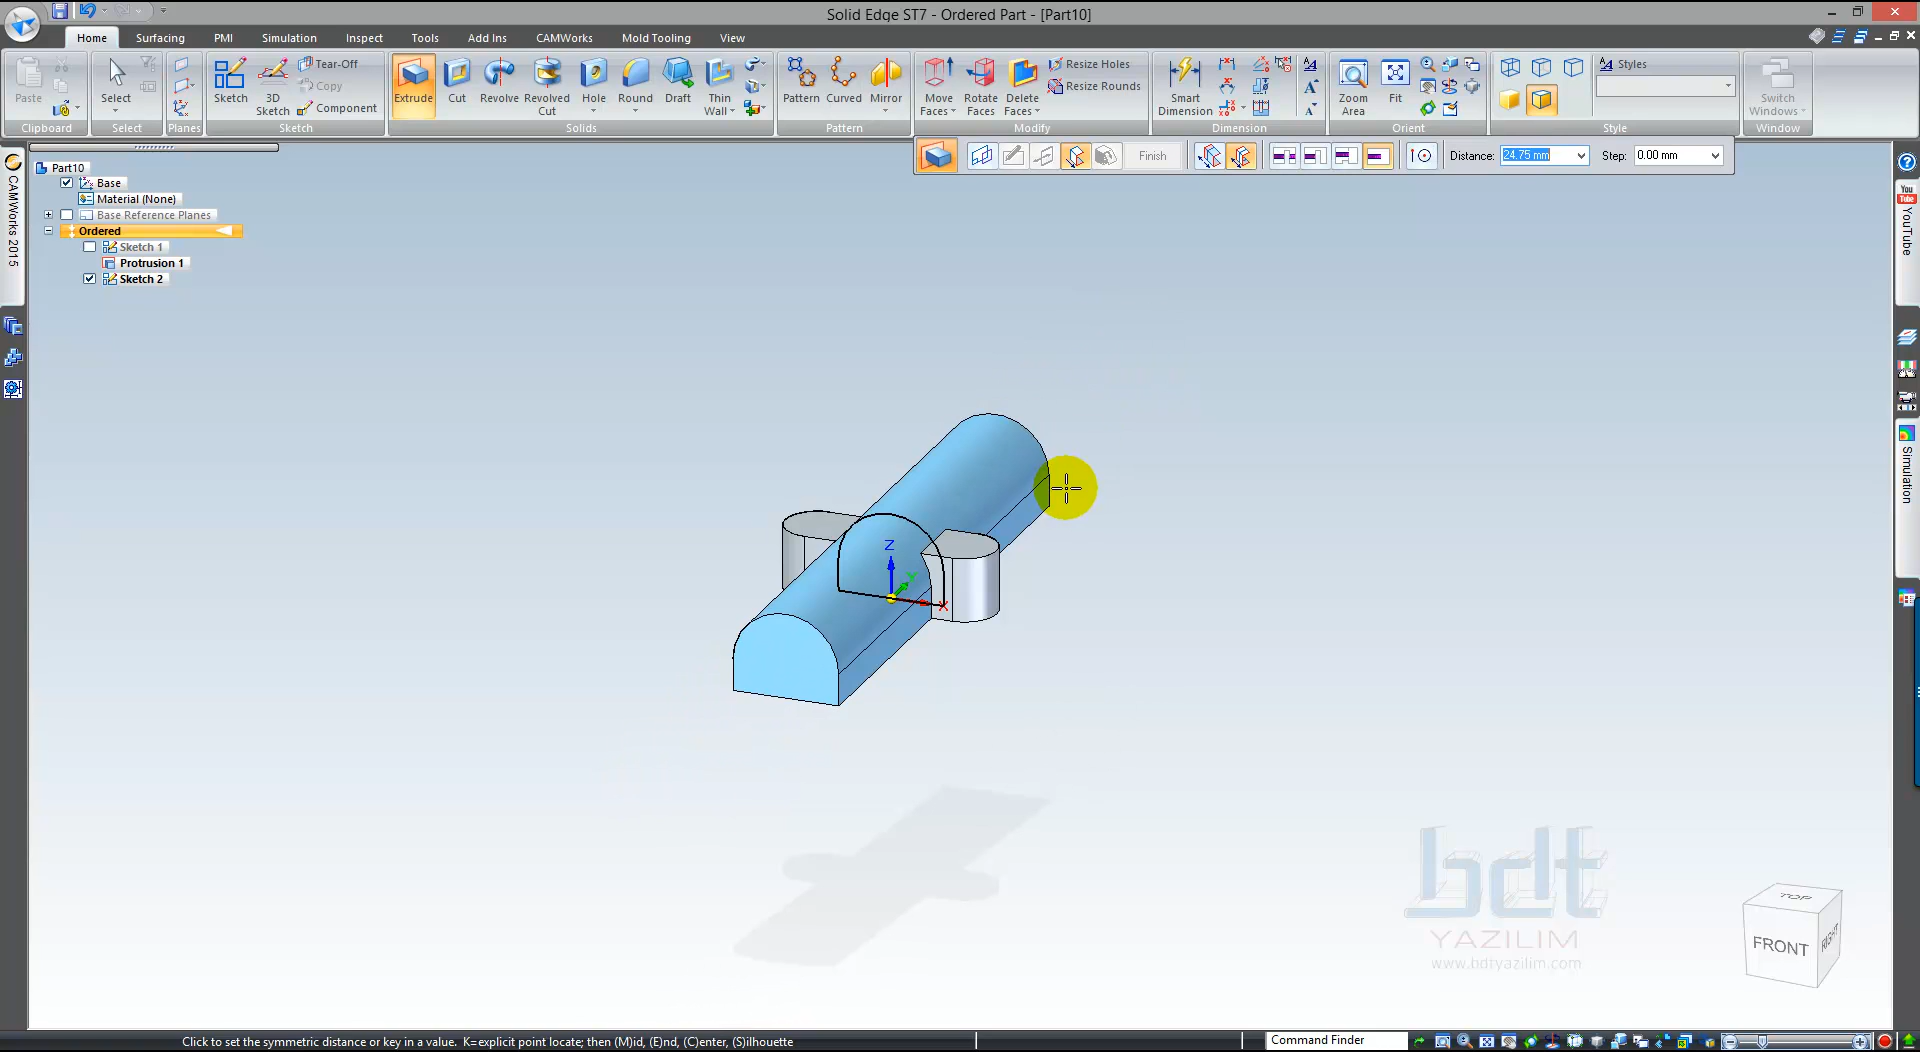 Solid Edge ST7 - Ordered Part - [Part10]
Home Surfacing PMI Simulation Inspect Tools Add Ins CAMWorks Mold Tooling View
Paste
Clipboard
Select
Select
Planes
Sketch
3D Sketch
Tear-Off
Copy
Component
Sketch
Extrude
Cut
Revolve
Revolved Cut
Hole
Round
Draft
Thin Wall
Solids
Pattern
Curved
Mirror
Pattern
Move Faces
Rotate Faces
Delete Faces
Resize Holes
Resize Rounds
Modify
Smart Dimension
Dimension
Zoom Area
Fit
Orient
Styles
Style
Switch Windows
Window
Finish
Distance: 24.75 mm
Step: 0.00 mm
CAMWorks 2015
Part10
Base
Material (None)
Base Reference Planes
Ordered
Sketch 1
Protrusion 1
Sketch 2
You
Tube
YouTube
Simulation
Z
Y
X
bdt
YAZILIM
www.bdtyazilim.com
TOP
FRONT
RIGHT
Click to set the symmetric distance or key in a value. K=explicit point locate; then (M)id, (E)nd, (C)enter, (S)ilhouette
Command Finder